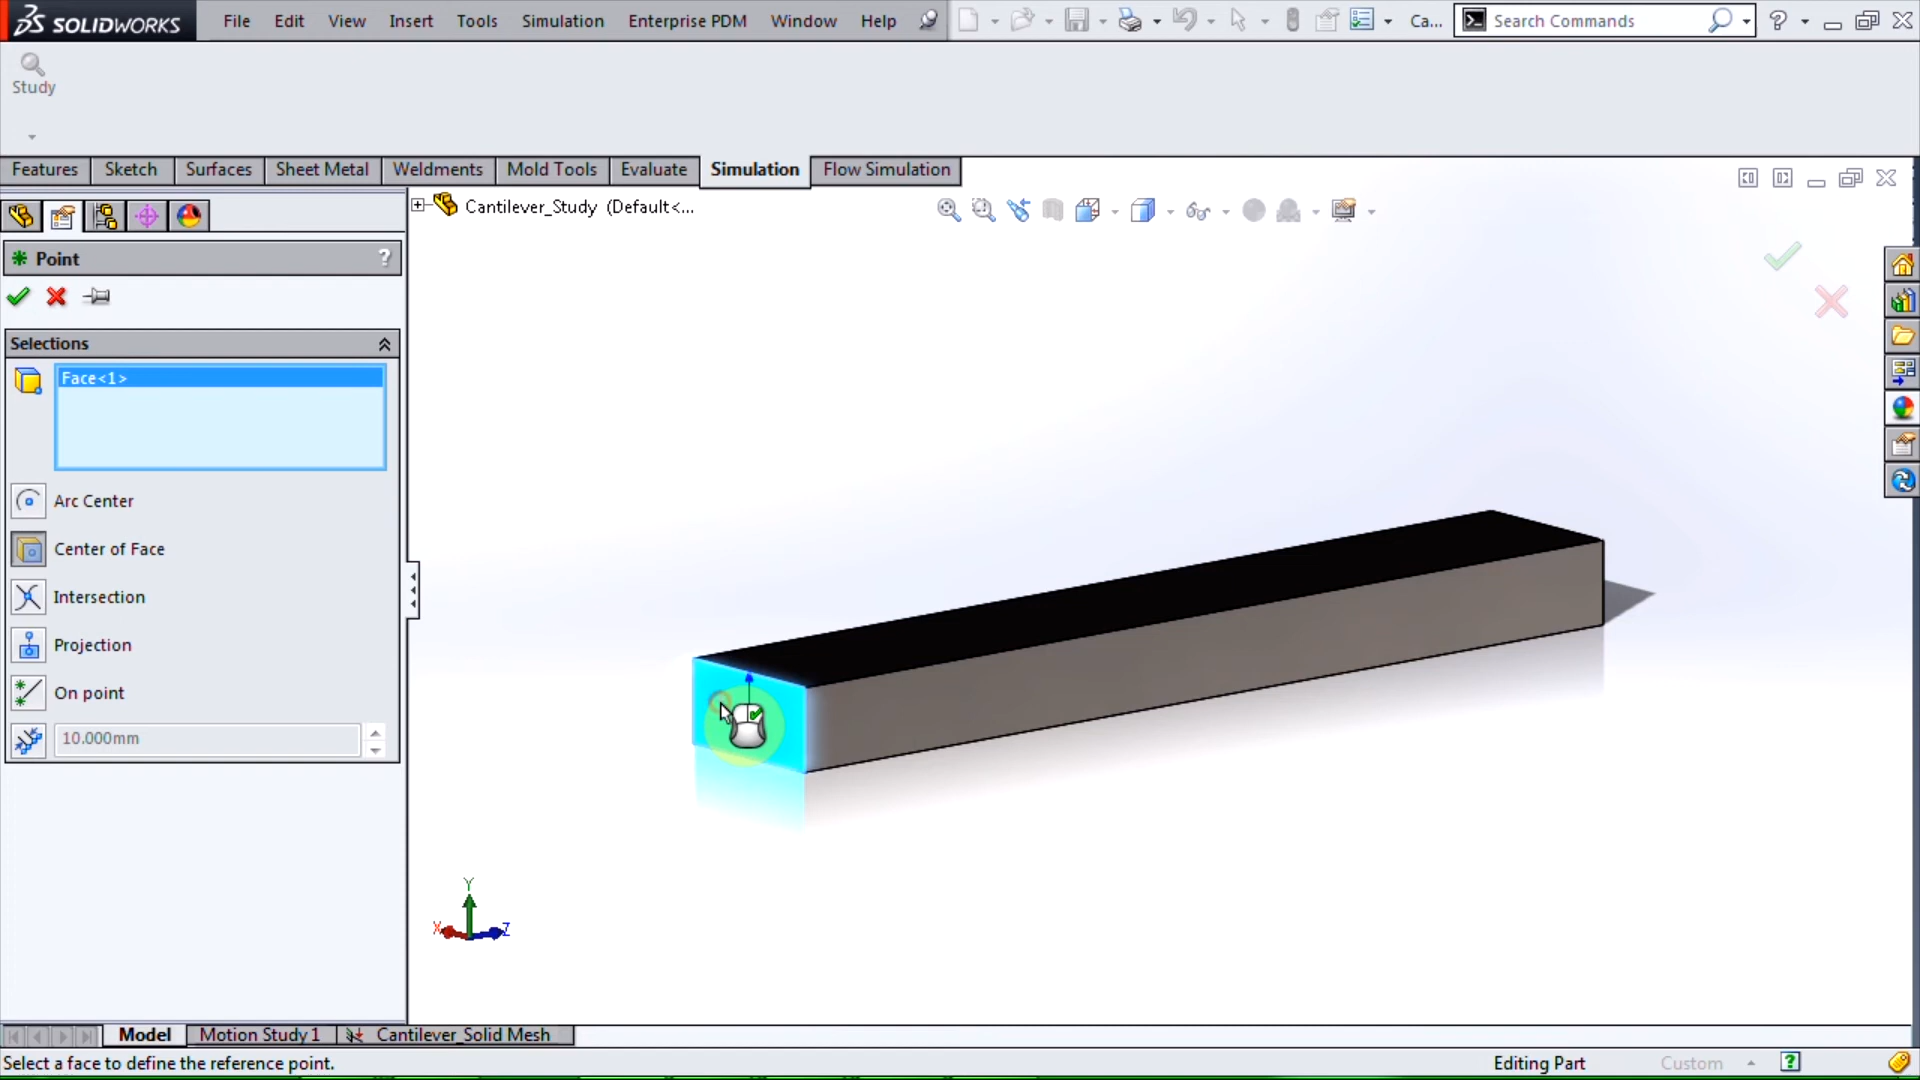 SOLIDWORKS File Edit View Insert Tools Simulation Enterprise PDM Window Help Ca... Search Commands
Study
Features Sketch Surfaces Sheet Metal Weldments Mold Tools Evaluate Simulation Flow Simulation
Cantilever_Study (Default<...
Point ?
Selections
Face<1>
Arc Center
Center of Face
Intersection
Projection
On point
10.000mm
Y
X Z
Model Motion Study 1 Cantilever_Solid Mesh
Select a face to define the reference point. Editing Part Custom